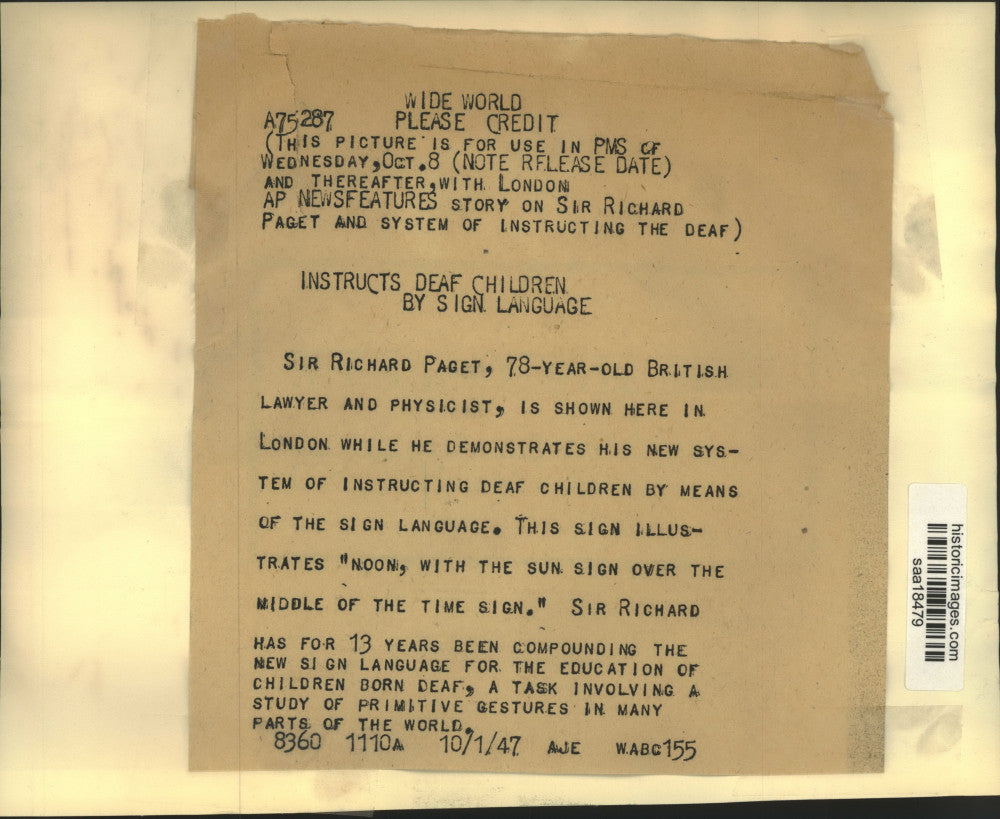 WIDE WORLD
A75287 PLEASE CREDIT
(THIS PICTURE IS FOR USE IN PMS OF
WEDNESDAY, OCT. 8 (NOTE RELEASE DATE)
AND THEREAFTER, WITH LONDON
AP NEWSFEATURES STORY ON SIR RICHARD
PAGET AND SYSTEM OF INSTRUCTING THE DEAF)
INSTRUCTS DEAF CHILDREN
BY SIGN LANGUAGE
SIR RICHARD PAGET, 78-YEAR-OLD BRITISH
LAWYER AND PHYSICIST, IS SHOWN HERE IN
LONDON WHILE HE DEMONSTRATES HIS NEW SYS-
TEM OF INSTRUCTING DEAF CHILDREN BY MEANS
OF THE SIGN LANGUAGE. THIS SIGN ILLUS-
TRATES "NOON, WITH THE SUN SIGN OVER THE
MIDDLE OF THE TIME SIGN." SIR RICHARD
HAS FOR 13 YEARS BEEN COMPOUNDING THE
NEW SIGN LANGUAGE FOR THE EDUCATION OF
CHILDREN BORN DEAF, A TASK INVOLVING A
STUDY OF PRIMITIVE GESTURES IN MANY
PARTS OF THE WORLD.
8360 1110A 10/1/47 AJE WABC155
historicimages.com
saa18479